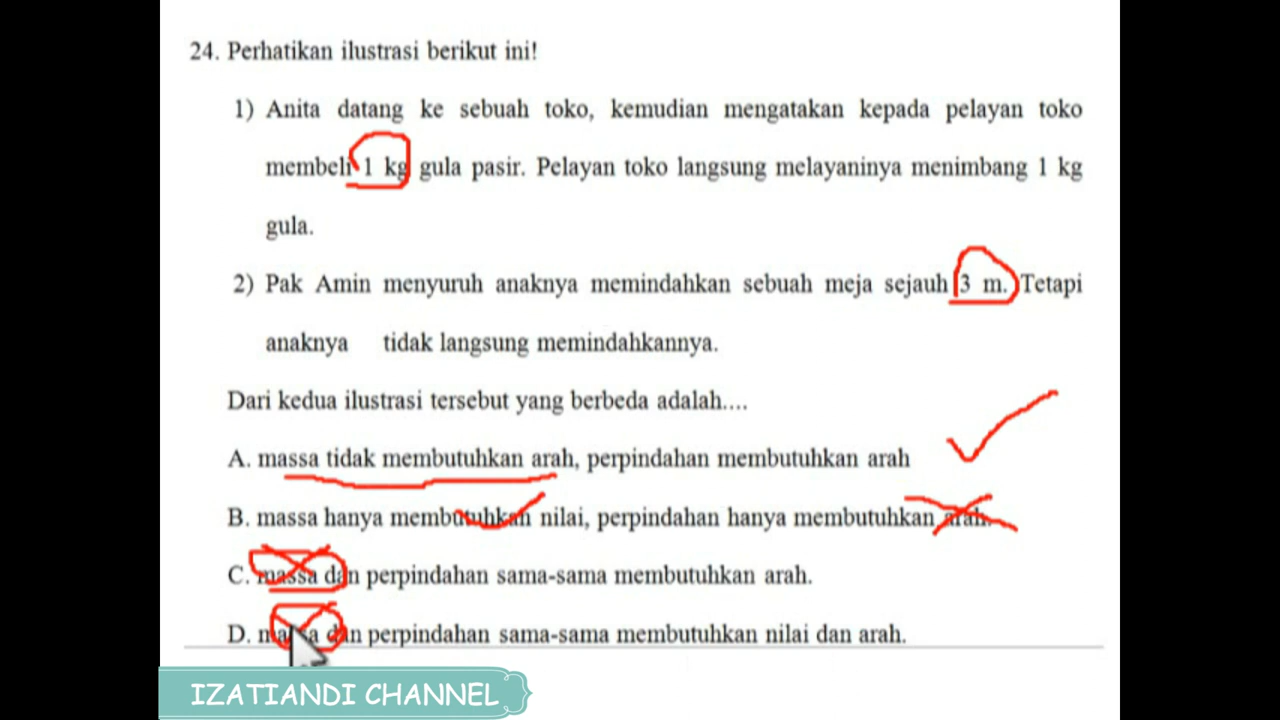 24. Perhatikan ilustrasi berikut ini!
1) Anita datang ke sebuah toko, kemudian mengatakan kepada pelayan toko
membeli 1 kg gula pasir. Pelayan toko langsung melayaninya menimbang 1 kg
gula.
2) Pak Amin menyuruh anaknya memindahkan sebuah meja sejauh 3 m. Tetapi
anaknya tidak langsung memindahkannya.
Dari kedua ilustrasi tersebut yang berbeda adalah....
A. massa tidak membutuhkan arah, perpindahan membutuhkan arah
B. massa hanya membutuhkan nilai, perpindahan hanya membutuhkan arah.
C. massa dan perpindahan sama-sama membutuhkan arah.
D. massa dan perpindahan sama-sama membutuhkan nilai dan arah.
IZATIANDI CHANNEL